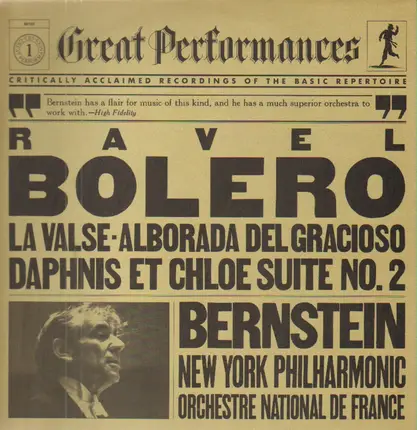 1
Great Performances
CRITICALLY ACCLAIMED RECORDINGS OF THE BASIC REPERTOIRE
"Bernstein has a flair for music of this kind, and he has a much superior orchestra to
work with.—High Fidelity"
RAVEL
BOLERO
LA VALSE-ALBORADA DEL GRACIOSO
DAPHNIS ET CHLOE SUITE NO. 2
BERNSTEIN
NEW YORK PHILHARMONIC
ORCHESTRE NATIONAL DE FRANCE